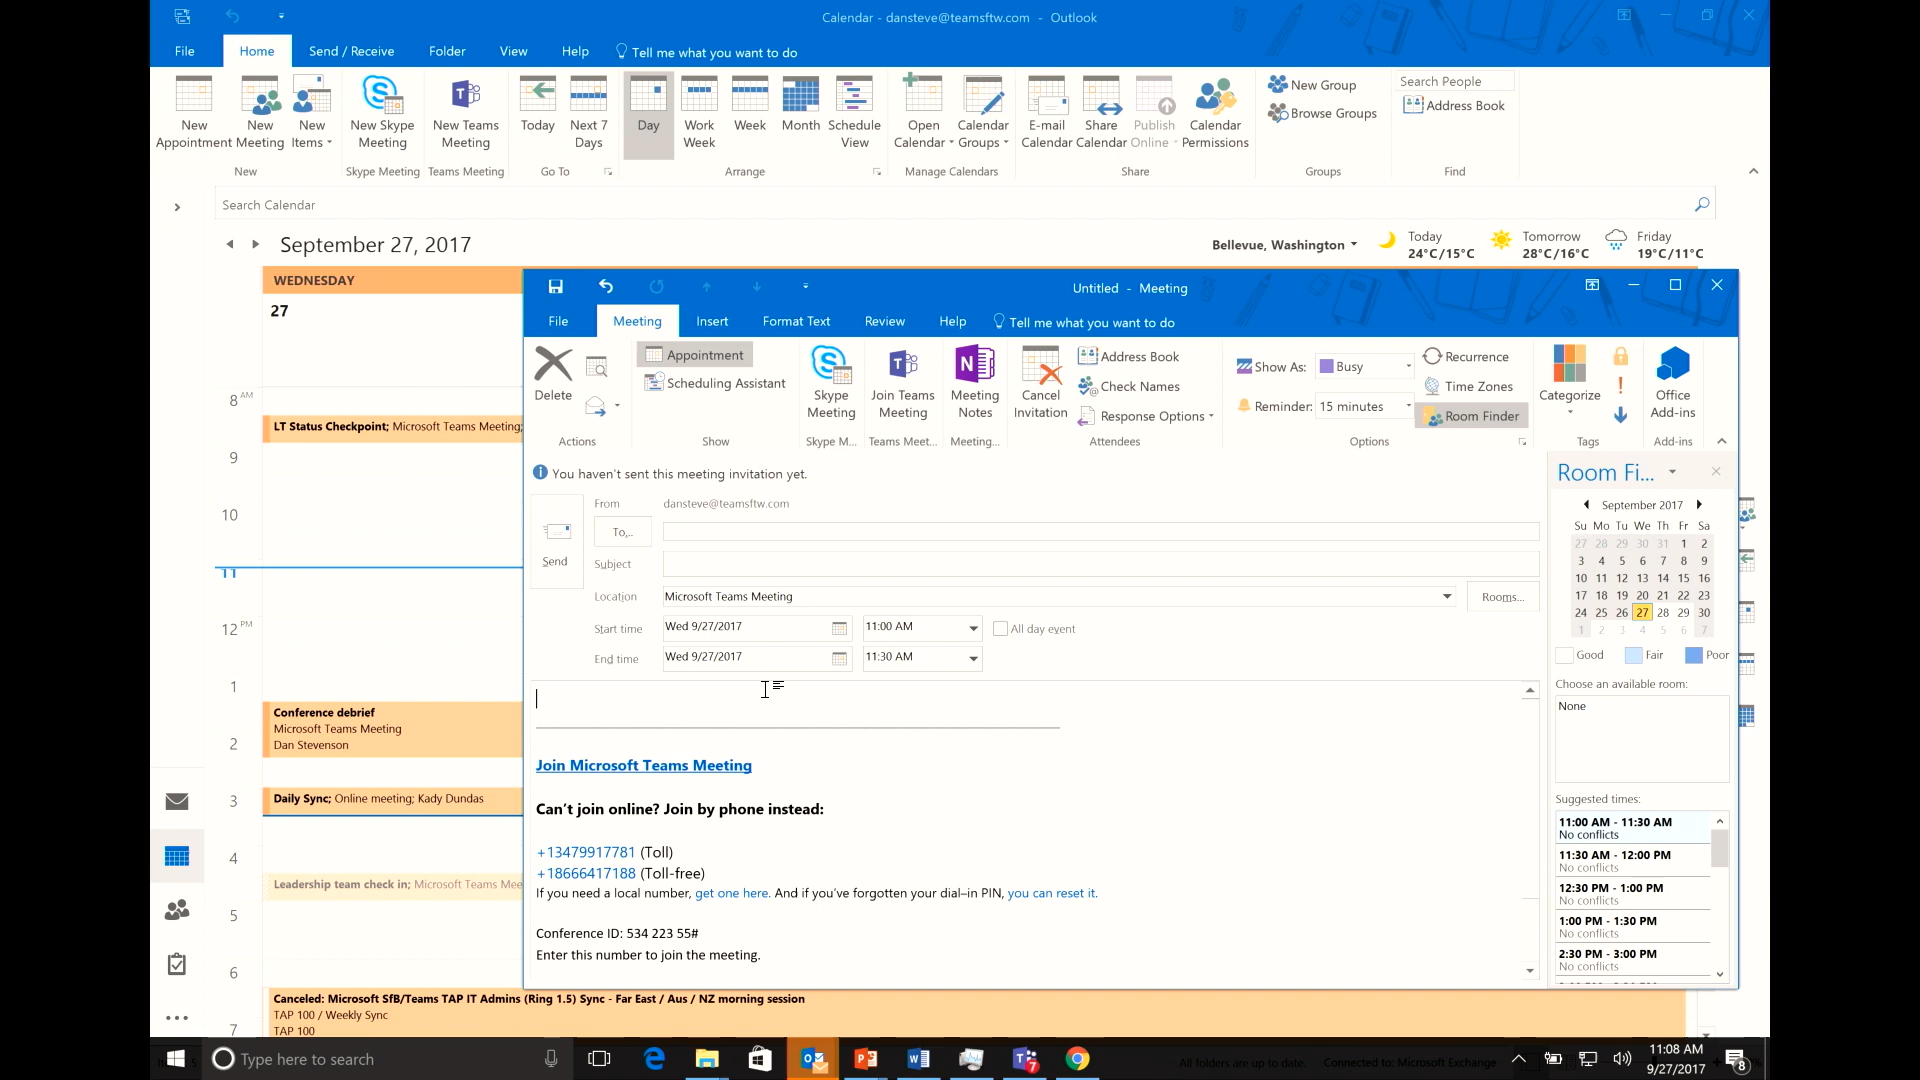 Calendar - dansteve@teamsftw.com - Outlook
File Home Send / Receive Folder View Help Tell me what you want to do
New Appointment
New Meeting
New Items
New Skype Meeting
New Teams Meeting
Today
Next 7 Days
Day
Work Week
Week
Month
Schedule View
Open Calendar
Calendar Groups
E-mail Calendar
Share Calendar
Publish Online
Calendar Permissions
New Group
Browse Groups
Search People
Address Book
New Skype Meeting Teams Meeting Go To Arrange Manage Calendars Share Groups Find
Search Calendar
September 27, 2017
Bellevue, Washington
Today
24°C/15°C
Tomorrow
28°C/16°C
Friday
19°C/11°C
WEDNESDAY
27
8 AM
LT Status Checkpoint; Microsoft Teams Meeting;
9
10
11
12 PM
1
Conference debrief
Microsoft Teams Meeting
Dan Stevenson
2
3
Daily Sync; Online meeting; Kady Dundas
4
Leadership team check in; Microsoft Teams Mee
5
6
Canceled: Microsoft SfB/Teams TAP IT Admins (Ring 1.5) Sync - Far East / Aus / NZ morning session
TAP 100 / Weekly Sync
7
TAP 100
Untitled - Meeting
File Meeting Insert Format Text Review Help Tell me what you want to do
Delete
Appointment
Scheduling Assistant
Skype Meeting
Join Teams Meeting
Meeting Notes
Cancel Invitation
Address Book
Check Names
Response Options
Show As: Busy
Reminder: 15 minutes
Recurrence
Time Zones
Room Finder
Categorize
Office Add-ins
Actions Show Skype M... Teams Meet... Meeting... Attendees Options Tags Add-ins
You haven't sent this meeting invitation yet.
Send
From dansteve@teamsftw.com
To...
Subject
Location Microsoft Teams Meeting Rooms...
Start time Wed 9/27/2017 11:00 AM All day event
End time Wed 9/27/2017 11:30 AM
Join Microsoft Teams Meeting
Can't join online? Join by phone instead:
+13479917781 (Toll)
+18666417188 (Toll-free)
If you need a local number, get one here. And if you've forgotten your dial–in PIN, you can reset it.
Conference ID: 534 223 55#
Enter this number to join the meeting.
Room Fi...
September 2017
Su Mo Tu We Th Fr Sa
27 28 29 30 31 1 2
3 4 5 6 7 8 9
10 11 12 13 14 15 16
17 18 19 20 21 22 23
24 25 26 27 28 29 30
1 2 3 4 5 6 7
Good Fair Poor
Choose an available room:
None
Suggested times:
11:00 AM - 11:30 AM
No conflicts
11:30 AM - 12:00 PM
No conflicts
12:30 PM - 1:00 PM
No conflicts
1:00 PM - 1:30 PM
No conflicts
2:30 PM - 3:00 PM
No conflicts
Type here to search
All folders are up to date. Connected to: Microsoft Exchange
7
11:08 AM
9/27/2017
8